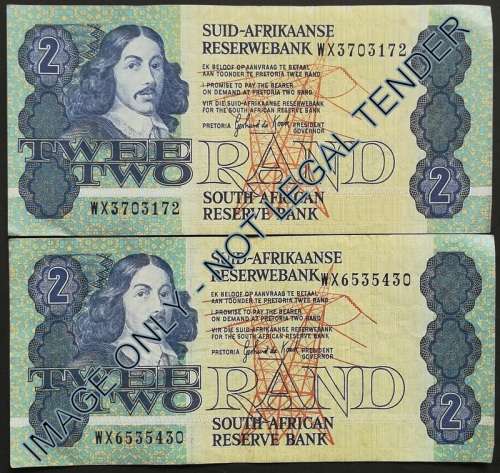 2
SUID-AFRIKAANSE
RESERWEBANK WX3703172
EK BELOOF OP AANVRAAG TE BETAAL
AAN TOONDER TE PRETORIA TWEE RAND
I PROMISE TO PAY THE BEARER
ON DEMAND AT PRETORIA TWO RAND
VIR DIE SUID-AFRIKAANSE RESERWEBANK
FOR THE SOUTH AFRICAN RESERVE BANK
PRETORIA PRESIDENT
GOVERNOR
TWEE
TWO RAND 2
WX3703172 SOUTH AFRICAN
RESERVE BANK
2
SUID-AFRIKAANSE
RESERWEBANK WX6535430
EK BELOOF OP AANVRAAG TE BETAAL
AAN TOONDER TE PRETORIA TWEE RAND
I PROMISE TO PAY THE BEARER
ON DEMAND AT PRETORIA TWO RAND
VIR DIE SUID-AFRIKAANSE RESERWEBANK
FOR THE SOUTH AFRICAN RESERVE BANK
PRETORIA PRESIDENT
GOVERNOR
TWEE
TWO RAND 2
WX6535430 SOUTH AFRICAN
RESERVE BANK
IMAGE ONLY - NOT LEGAL TENDER